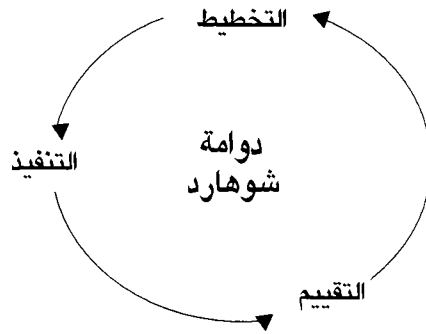 التخطيط
دوامة
شوهارد
التنفيذ
التقييم